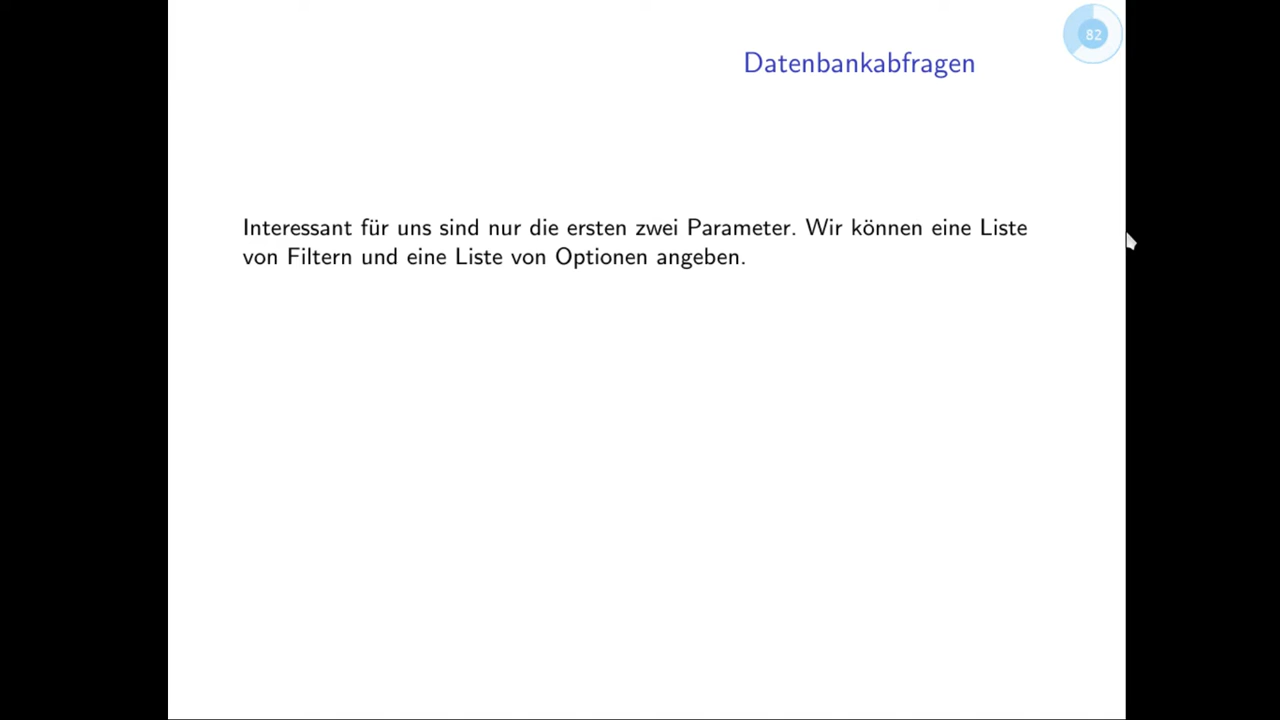 82
Datenbankabfragen
Interessant für uns sind nur die ersten zwei Parameter. Wir können eine Liste
von Filtern und eine Liste von Optionen angeben.